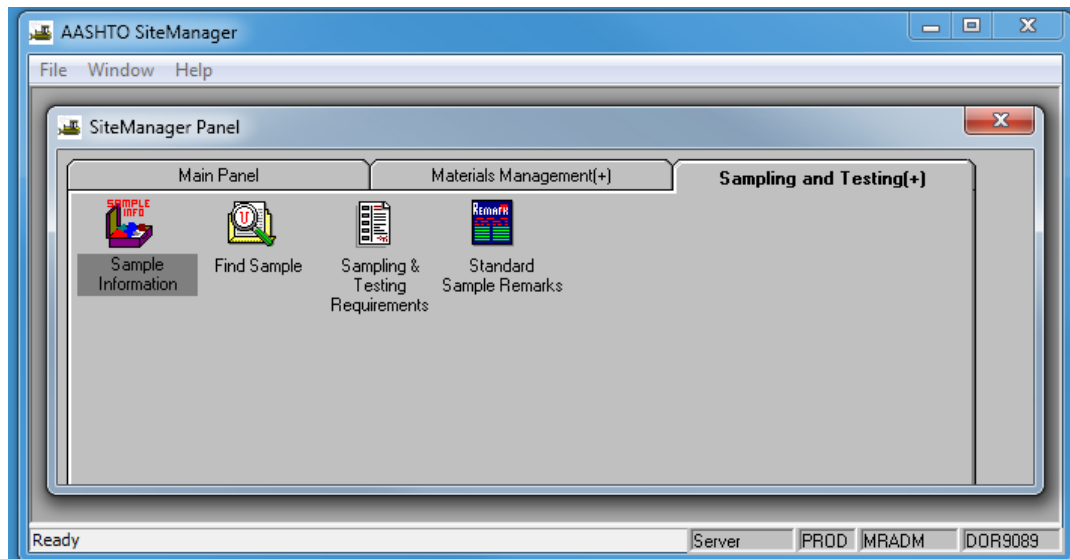 AASHTO SiteManager
File Window Help
SiteManager Panel
Main Panel Materials Management(+) Sampling and Testing(+)
SAMPLE
INFO
REMARK
Sample
Information
Find Sample
Sampling &
Testing
Requirements
Standard
Sample Remarks
Ready Server PROD MRADM DOR9089